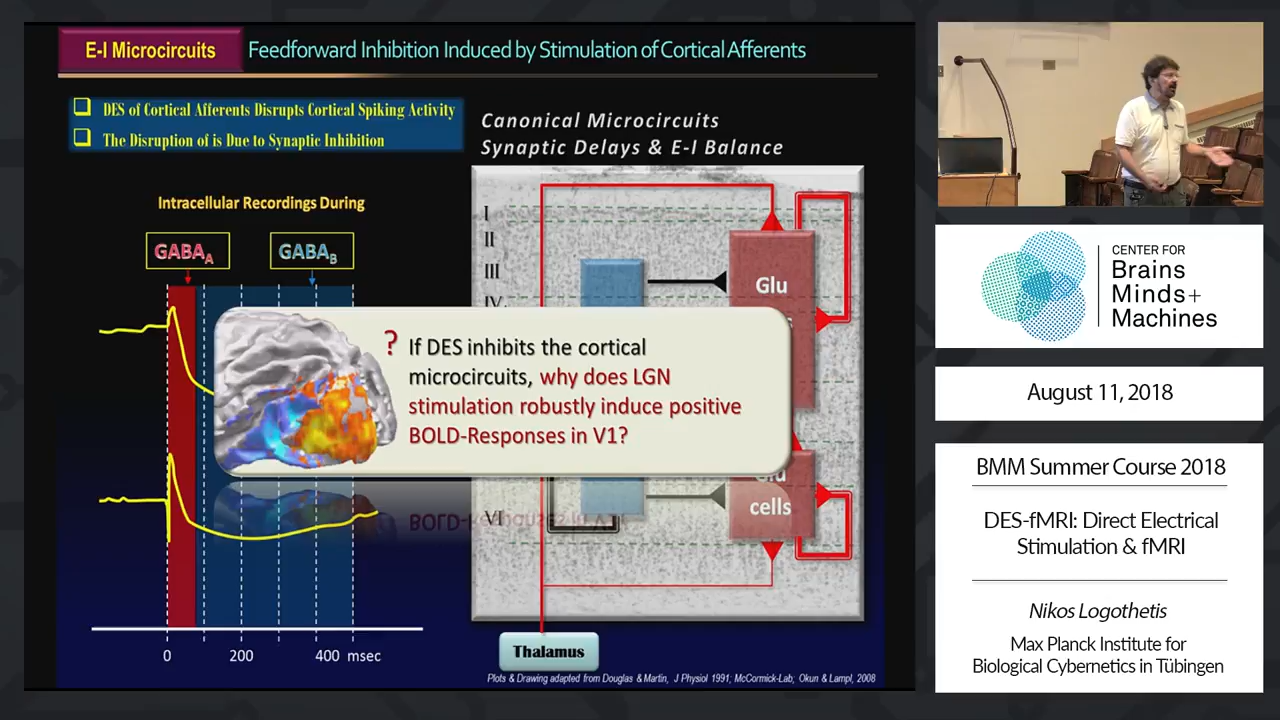 E-I Microcircuits
Feedforward Inhibition Induced by Stimulation of Cortical Afferents
DES of Cortical Afferents Disrupts Cortical Spiking Activity
The Disruption of is Due to Synaptic Inhibition
Canonical Microcircuits
Synaptic Delays & E-I Balance
Intracellular Recordings During
GABAA
GABAB
I
II
III
IV
Glu
? If DES inhibits the cortical
microcircuits, why does LGN
stimulation robustly induce positive
BOLD-Responses in V1?
Glu
cells
VI
Thalamus
0 200 400 msec
Plots & Drawing adapted from Douglas & Martin, J Physiol 1991; McCormick-Lab; Okun & Lampl, 2008
CENTER FOR
Brains
Minds+
Machines
August 11, 2018
BMM Summer Course 2018
DES-fMRI: Direct Electrical
Stimulation & fMRI
Nikos Logothetis
Max Planck Institute for
Biological Cybernetics in Tübingen